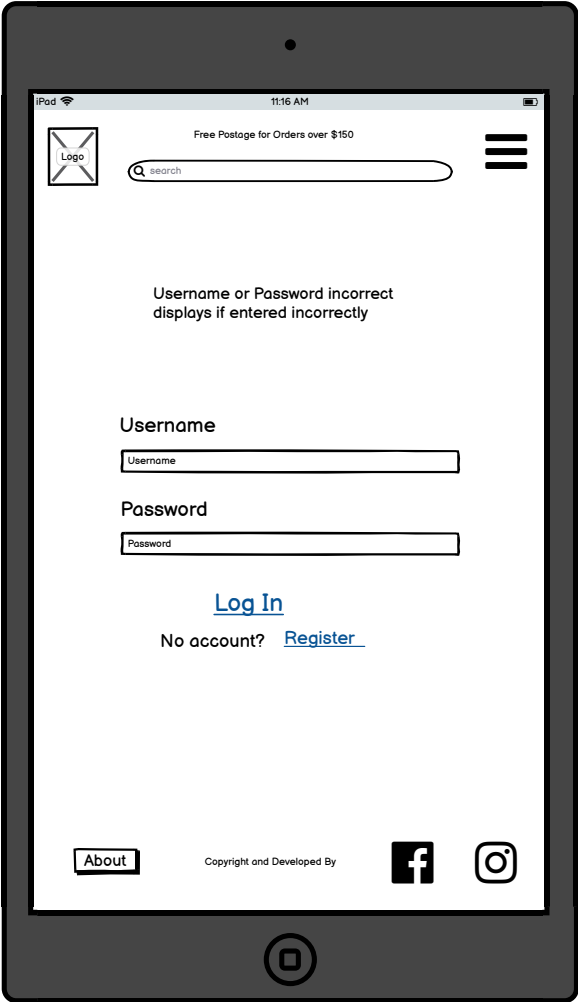 iPad 11:16 AM
Free Postage for Orders over $150
Logo
search
Username or Password incorrect
displays if entered incorrectly
Username
Username
Password
Password
Log In
No account? Register
About Copyright and Developed By